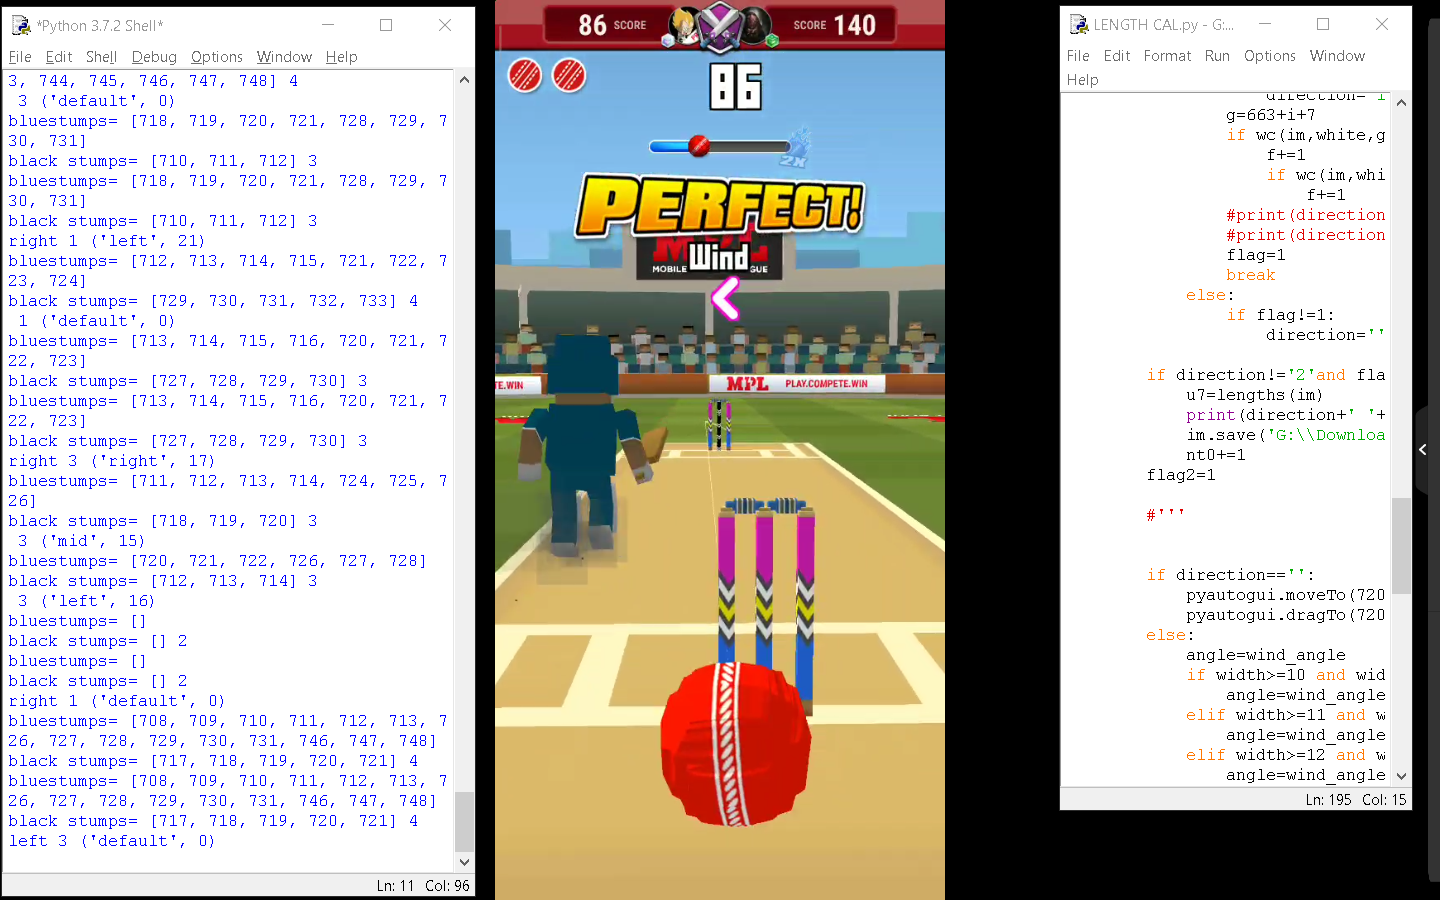 *Python 3.7.2 Shell*
File Edit Shell Debug Options Window Help
3, 744, 745, 746, 747, 748] 4
3 ('default', 0)
bluestumps= [718, 719, 720, 721, 728, 729, 7
30, 731]
black stumps= [710, 711, 712] 3
bluestumps= [718, 719, 720, 721, 728, 729, 7
30, 731]
black stumps= [710, 711, 712] 3
right 1 ('left', 21)
bluestumps= [712, 713, 714, 715, 721, 722, 7
23, 724]
black stumps= [729, 730, 731, 732, 733] 4
1 ('default', 0)
bluestumps= [713, 714, 715, 716, 720, 721, 7
22, 723]
black stumps= [727, 728, 729, 730] 3
bluestumps= [713, 714, 715, 716, 720, 721, 7
22, 723]
black stumps= [727, 728, 729, 730] 3
right 3 ('right', 17)
bluestumps= [711, 712, 713, 714, 724, 725, 7
26]
black stumps= [718, 719, 720] 3
3 ('mid', 15)
bluestumps= [720, 721, 722, 726, 727, 728]
black stumps= [712, 713, 714] 3
3 ('left', 16)
bluestumps= []
black stumps= [] 2
bluestumps= []
black stumps= [] 2
right 1 ('default', 0)
bluestumps= [708, 709, 710, 711, 712, 713, 7
26, 727, 728, 729, 730, 731, 746, 747, 748]
black stumps= [717, 718, 719, 720, 721] 4
bluestumps= [708, 709, 710, 711, 712, 713, 7
26, 727, 728, 729, 730, 731, 746, 747, 748]
black stumps= [717, 718, 719, 720, 721] 4
left 3 ('default', 0)
Ln: 11 Col: 96
86 SCORE
SCORE 140
86
2X
PERFECT!
Wind
MOBILE
GUE
TE.WIN
MPL PLAY.COMPETE.WIN
LENGTH CAL.py - G:...
File Edit Format Run Options Window
Help
direction='i
g=663+i+7
if wc(im,white,g
f+=1
if wc(im,whi
f+=1
#print(direction
#print(direction
flag=1
break
else:
if flag!=1:
direction=''
if direction!='2'and fla
u7=lengths(im)
print(direction+' '+
im.save('G:\\Downloa
nt0+=1
flag2=1
#'''
if direction=='':
pyautogui.moveTo(720
pyautogui.dragTo(720
else:
angle=wind_angle
if width>=10 and wid
angle=wind_angle
elif width>=11 and w
angle=wind_angle
elif width>=12 and w
angle=wind_angle
Ln: 195 Col: 15